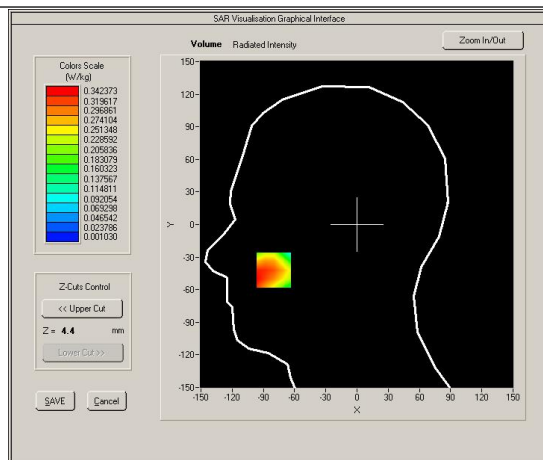 SAR Visualisation Graphical Interface
Volume Radiated Intensity
Zoom In/Out
Colors Scale
(W/kg)
0.342373
0.319617
0.296861
0.274104
0.251348
0.228592
0.205836
0.183079
0.160323
0.137567
0.114811
0.092054
0.069298
0.046542
0.023786
0.001030
Z-Cuts Control
<< Upper Cut
Z = 4.4 mm
Lower Cut >>
SAVE Cancel
150
120
90
60
30
0
-30
-60
-90
-120
-150
Y
-150 -120 -90 -60 -30 0 30 60 90 120 150
X